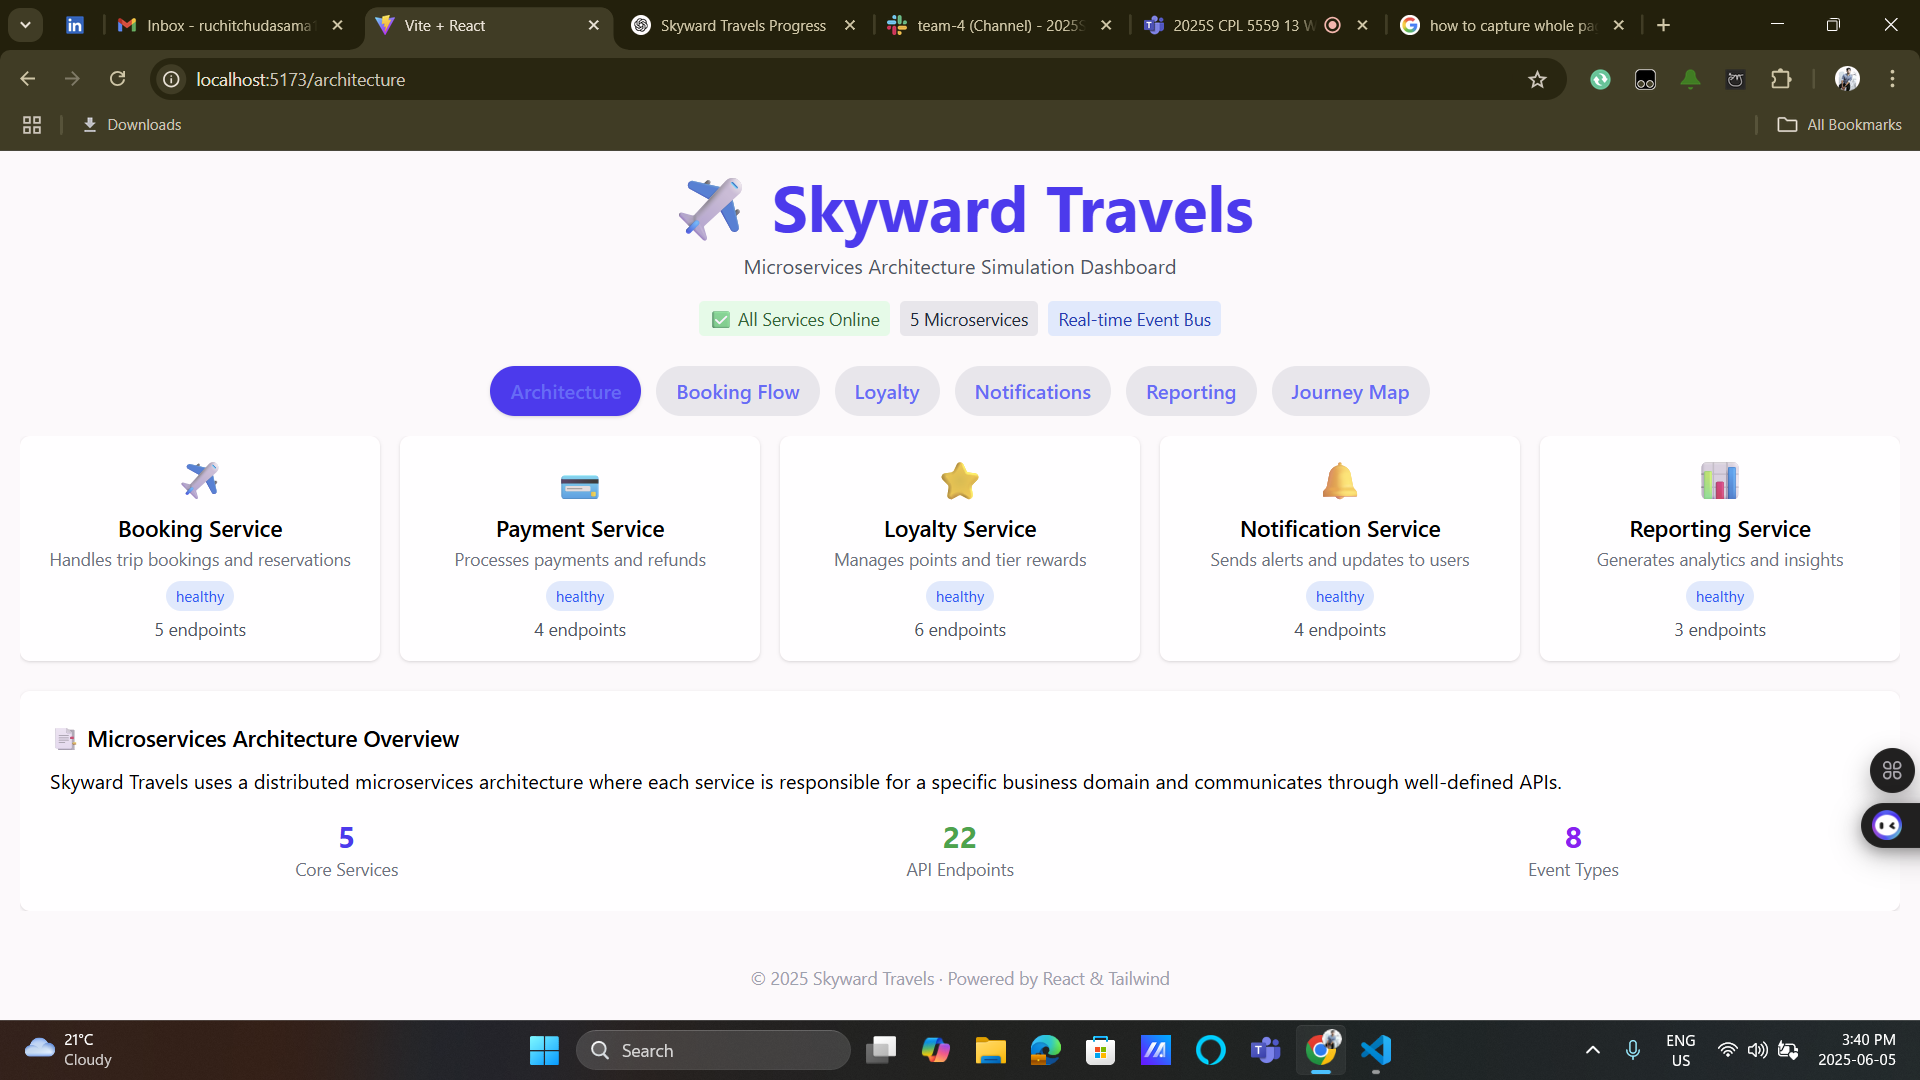 Inbox - ruchitchudasama
Vite + React
Skyward Travels Progress
team-4 (Channel) - 2025S
2025S CPL 5559 13 W
how to capture whole pa
localhost:5173/architecture
Downloads
All Bookmarks
Skyward Travels
Microservices Architecture Simulation Dashboard
All Services Online
5 Microservices
Real-time Event Bus
Architecture
Booking Flow
Loyalty
Notifications
Reporting
Journey Map
Booking Service
Handles trip bookings and reservations
healthy
5 endpoints
Payment Service
Processes payments and refunds
healthy
4 endpoints
Loyalty Service
Manages points and tier rewards
healthy
6 endpoints
Notification Service
Sends alerts and updates to users
healthy
4 endpoints
Reporting Service
Generates analytics and insights
healthy
3 endpoints
Microservices Architecture Overview
Skyward Travels uses a distributed microservices architecture where each service is responsible for a specific business domain and communicates through well-defined APIs.
5
Core Services
22
API Endpoints
8
Event Types
© 2025 Skyward Travels · Powered by React & Tailwind
21°C
Cloudy
Search
ENG
US
3:40 PM
2025-06-05